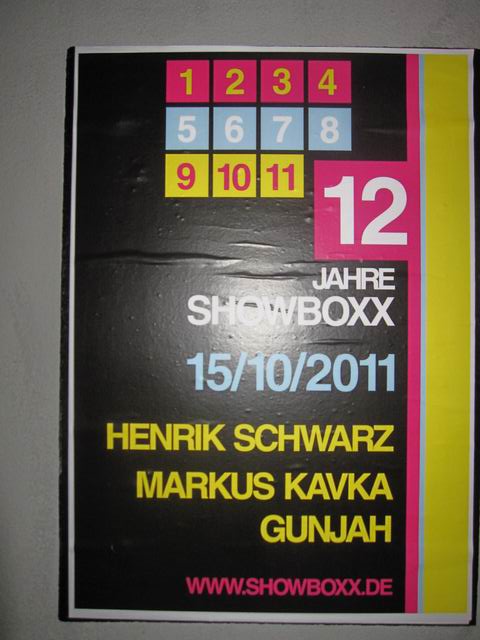 1 2 3 4
5 6 7 8
9 10 11
12
JAHRE
SHOWBOXX
15/10/2011
HENRIK SCHWARZ
MARKUS KAVKA
GUNJAH
WWW.SHOWBOXX.DE